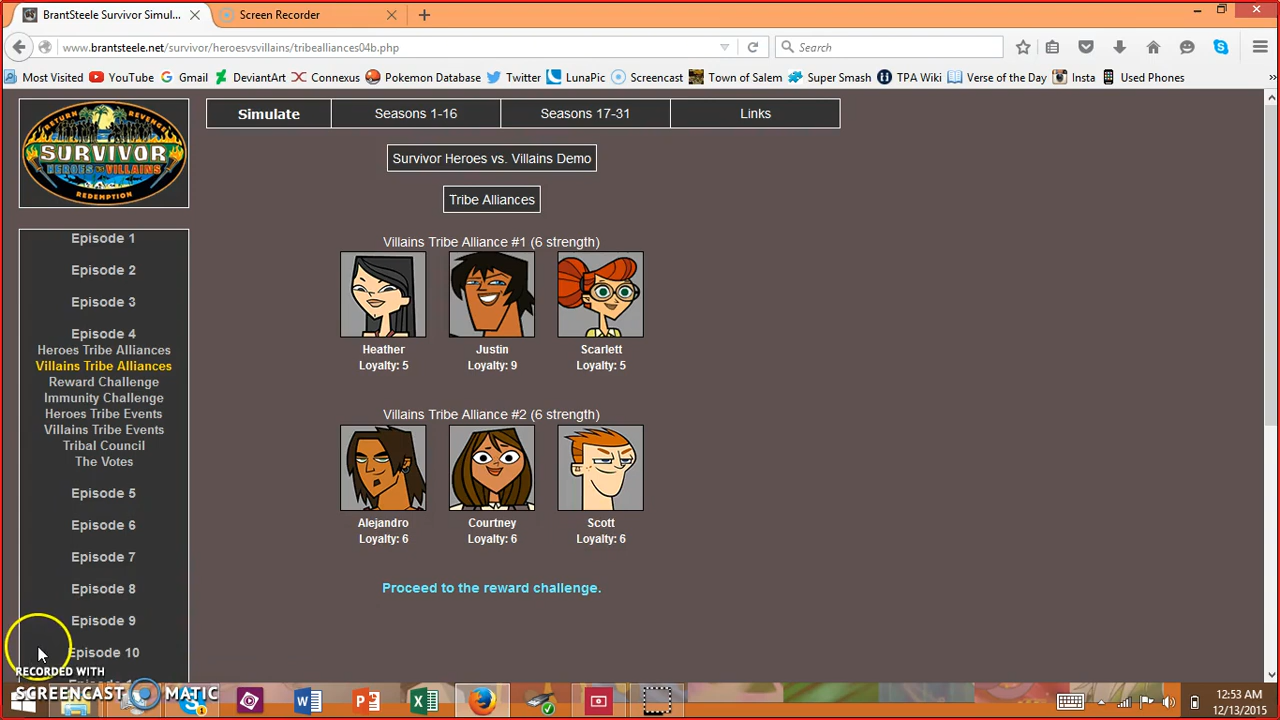 BrantSteele Survivor Simul...
Screen Recorder
www.brantsteele.net/survivor/heroesvsvillains/tribealliances04b.php
Search
Most Visited YouTube Gmail DeviantArt Connexus Pokemon Database Twitter LunaPic Screencast Town of Salem Super Smash TPA Wiki Verse of the Day Insta Used Phones
RETURN REVENGE
SURVIVOR
HEROES VS VILLAINS
REDEMPTION
Simulate Seasons 1-16 Seasons 17-31 Links
Survivor Heroes vs. Villains Demo
Tribe Alliances
Episode 1
Episode 2
Episode 3
Episode 4
Heroes Tribe Alliances
Villains Tribe Alliances
Reward Challenge
Immunity Challenge
Heroes Tribe Events
Villains Tribe Events
Tribal Council
The Votes
Episode 5
Episode 6
Episode 7
Episode 8
Episode 9
Episode 10
Villains Tribe Alliance #1 (6 strength)
Heather Justin Scarlett
Loyalty: 5 Loyalty: 9 Loyalty: 5
Villains Tribe Alliance #2 (6 strength)
Alejandro Courtney Scott
Loyalty: 6 Loyalty: 6 Loyalty: 6
Proceed to the reward challenge.
RECORDED WITH
SCREENCAST MATIC
12:53 AM
12/13/2015